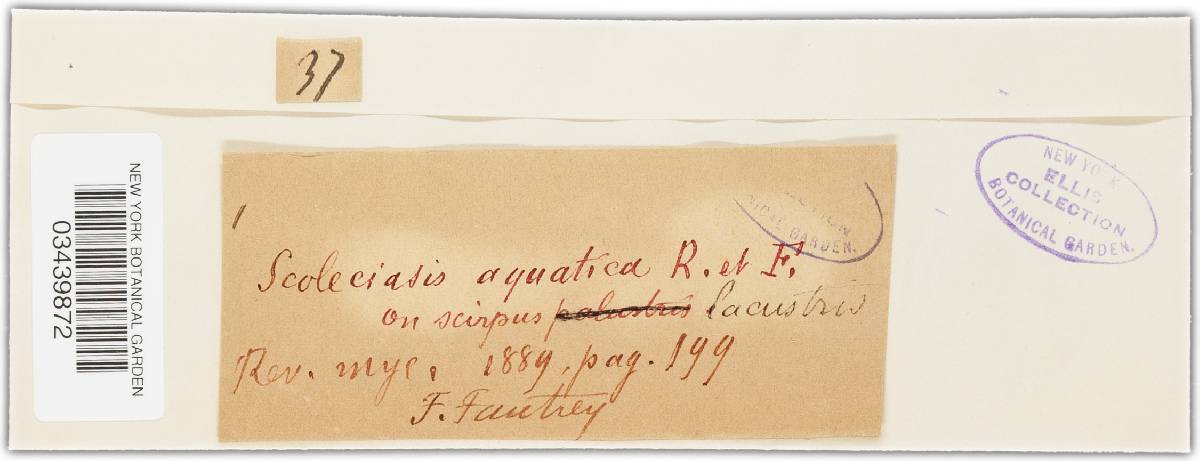 37
NEW YORK BOTANICAL GARDEN
03439872
NEW YORK
ELLIS
COLLECTION
BOTANICAL GARDEN.
GARDEN.
Scoleciasis aquatica R. et F.
on scirpus palustris lacustris
Rev. myc. 1889, pag. 199
F. Fautrey